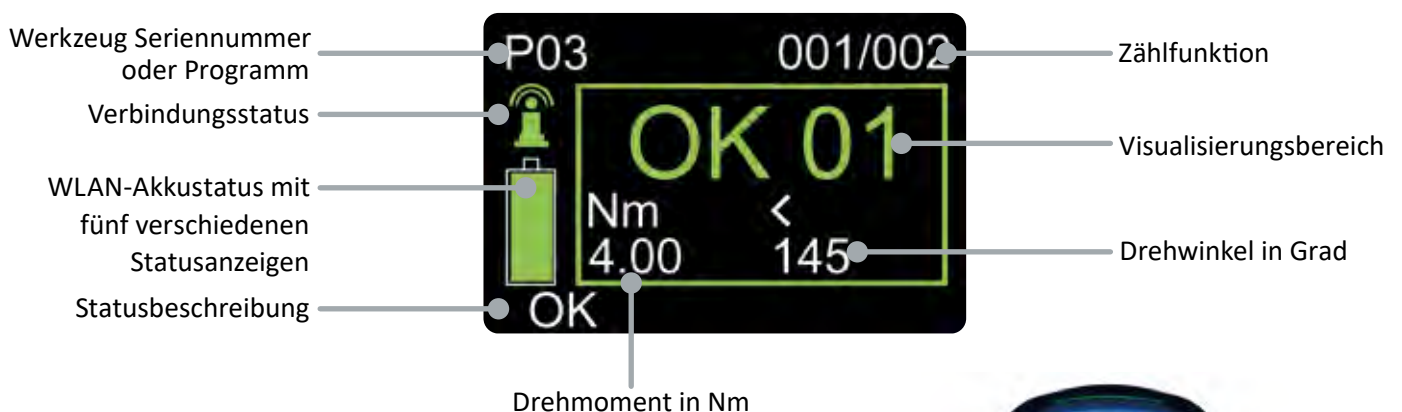 Werkzeug Seriennummer
oder Programm
Verbindungsstatus
WLAN-Akkustatus mit
fünf verschiedenen
Statusanzeigen
Statusbeschreibung
P03
001/002
OK 01
Nm
<
4.00
145
OK
Zählfunktion
Visualisierungsbereich
Drehwinkel in Grad
Drehmoment in Nm